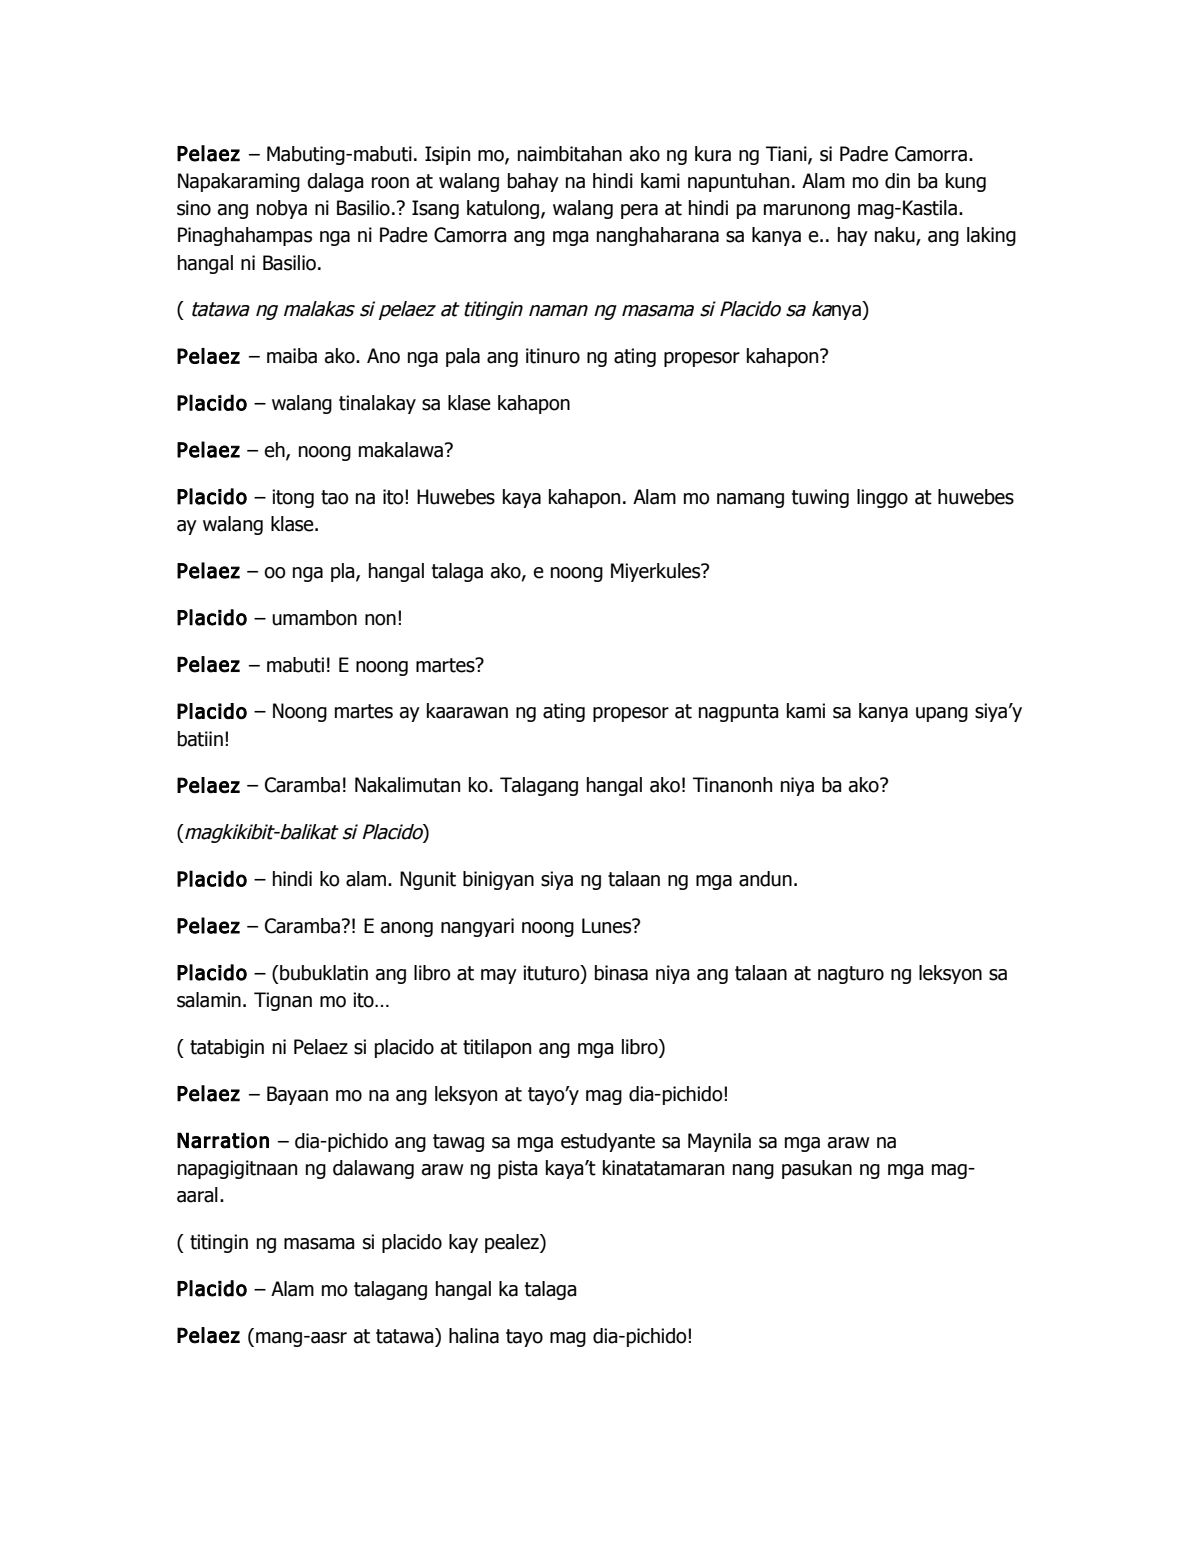 Pelaez – Mabuting-mabuti. Isipin mo, naimbitahan ako ng kura ng Tiani, si Padre Camorra.
Napakaraming dalaga roon at walang bahay na hindi kami napuntuhan. Alam mo din ba kung
sino ang nobya ni Basilio.? Isang katulong, walang pera at hindi pa marunong mag-Kastila.
Pinaghahampas nga ni Padre Camorra ang mga nanghaharana sa kanya e.. hay naku, ang laking
hangal ni Basilio.
( tatawa ng malakas si pelaez at titingin naman ng masama si Placido sa kanya)
Pelaez – maiba ako. Ano nga pala ang itinuro ng ating propesor kahapon?
Placido – walang tinalakay sa klase kahapon
Pelaez – eh, noong makalawa?
Placido – itong tao na ito! Huwebes kaya kahapon. Alam mo namang tuwing linggo at huwebes
ay walang klase.
Pelaez – oo nga pla, hangal talaga ako, e noong Miyerkules?
Placido – umambon non!
Pelaez – mabuti! E noong martes?
Placido – Noong martes ay kaarawan ng ating propesor at nagpunta kami sa kanya upang siya’y
batiin!
Pelaez – Caramba! Nakalimutan ko. Talagang hangal ako! Tinanonh niya ba ako?
(magkikibit-balikat si Placido)
Placido – hindi ko alam. Ngunit binigyan siya ng talaan ng mga andun.
Pelaez – Caramba?! E anong nangyari noong Lunes?
Placido – (bubuklatin ang libro at may ituturo) binasa niya ang talaan at nagturo ng leksyon sa
salamin. Tignan mo ito…
( tatabigin ni Pelaez si placido at titilapon ang mga libro)
Pelaez – Bayaan mo na ang leksyon at tayo’y mag dia-pichido!
Narration – dia-pichido ang tawag sa mga estudyante sa Maynila sa mga araw na
napagigitnaan ng dalawang araw ng pista kaya’t kinatatamaran nang pasukan ng mga mag-
aaral.
( titingin ng masama si placido kay pealez)
Placido – Alam mo talagang hangal ka talaga
Pelaez (mang-aasr at tatawa) halina tayo mag dia-pichido!